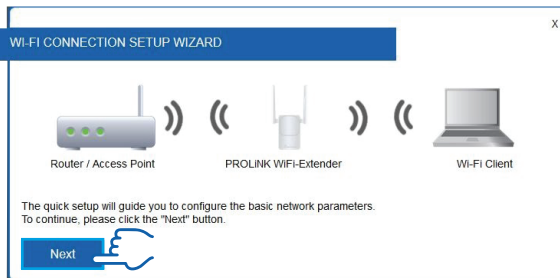 X
WI-FI CONNECTION SETUP WIZARD
Router / Access Point
PROLiNK WiFi-Extender
Wi-Fi Client
The quick setup will guide you to configure the basic network parameters.
To continue, please click the "Next" button.
Next